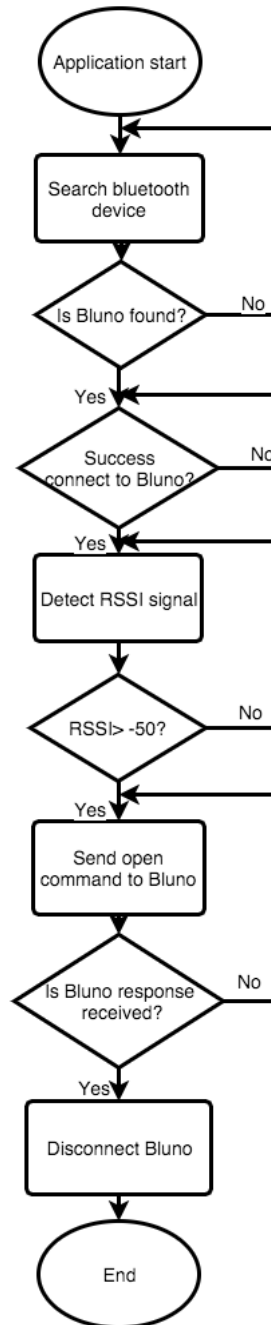 Application start
Search bluetooth
device
Is Bluno found?
No
Yes
Success
connect to Bluno?
No
Yes
Detect RSSI signal
RSSI> -50?
No
Yes
Send open
command to Bluno
Is Bluno response
received?
No
Yes
Disconnect Bluno
End